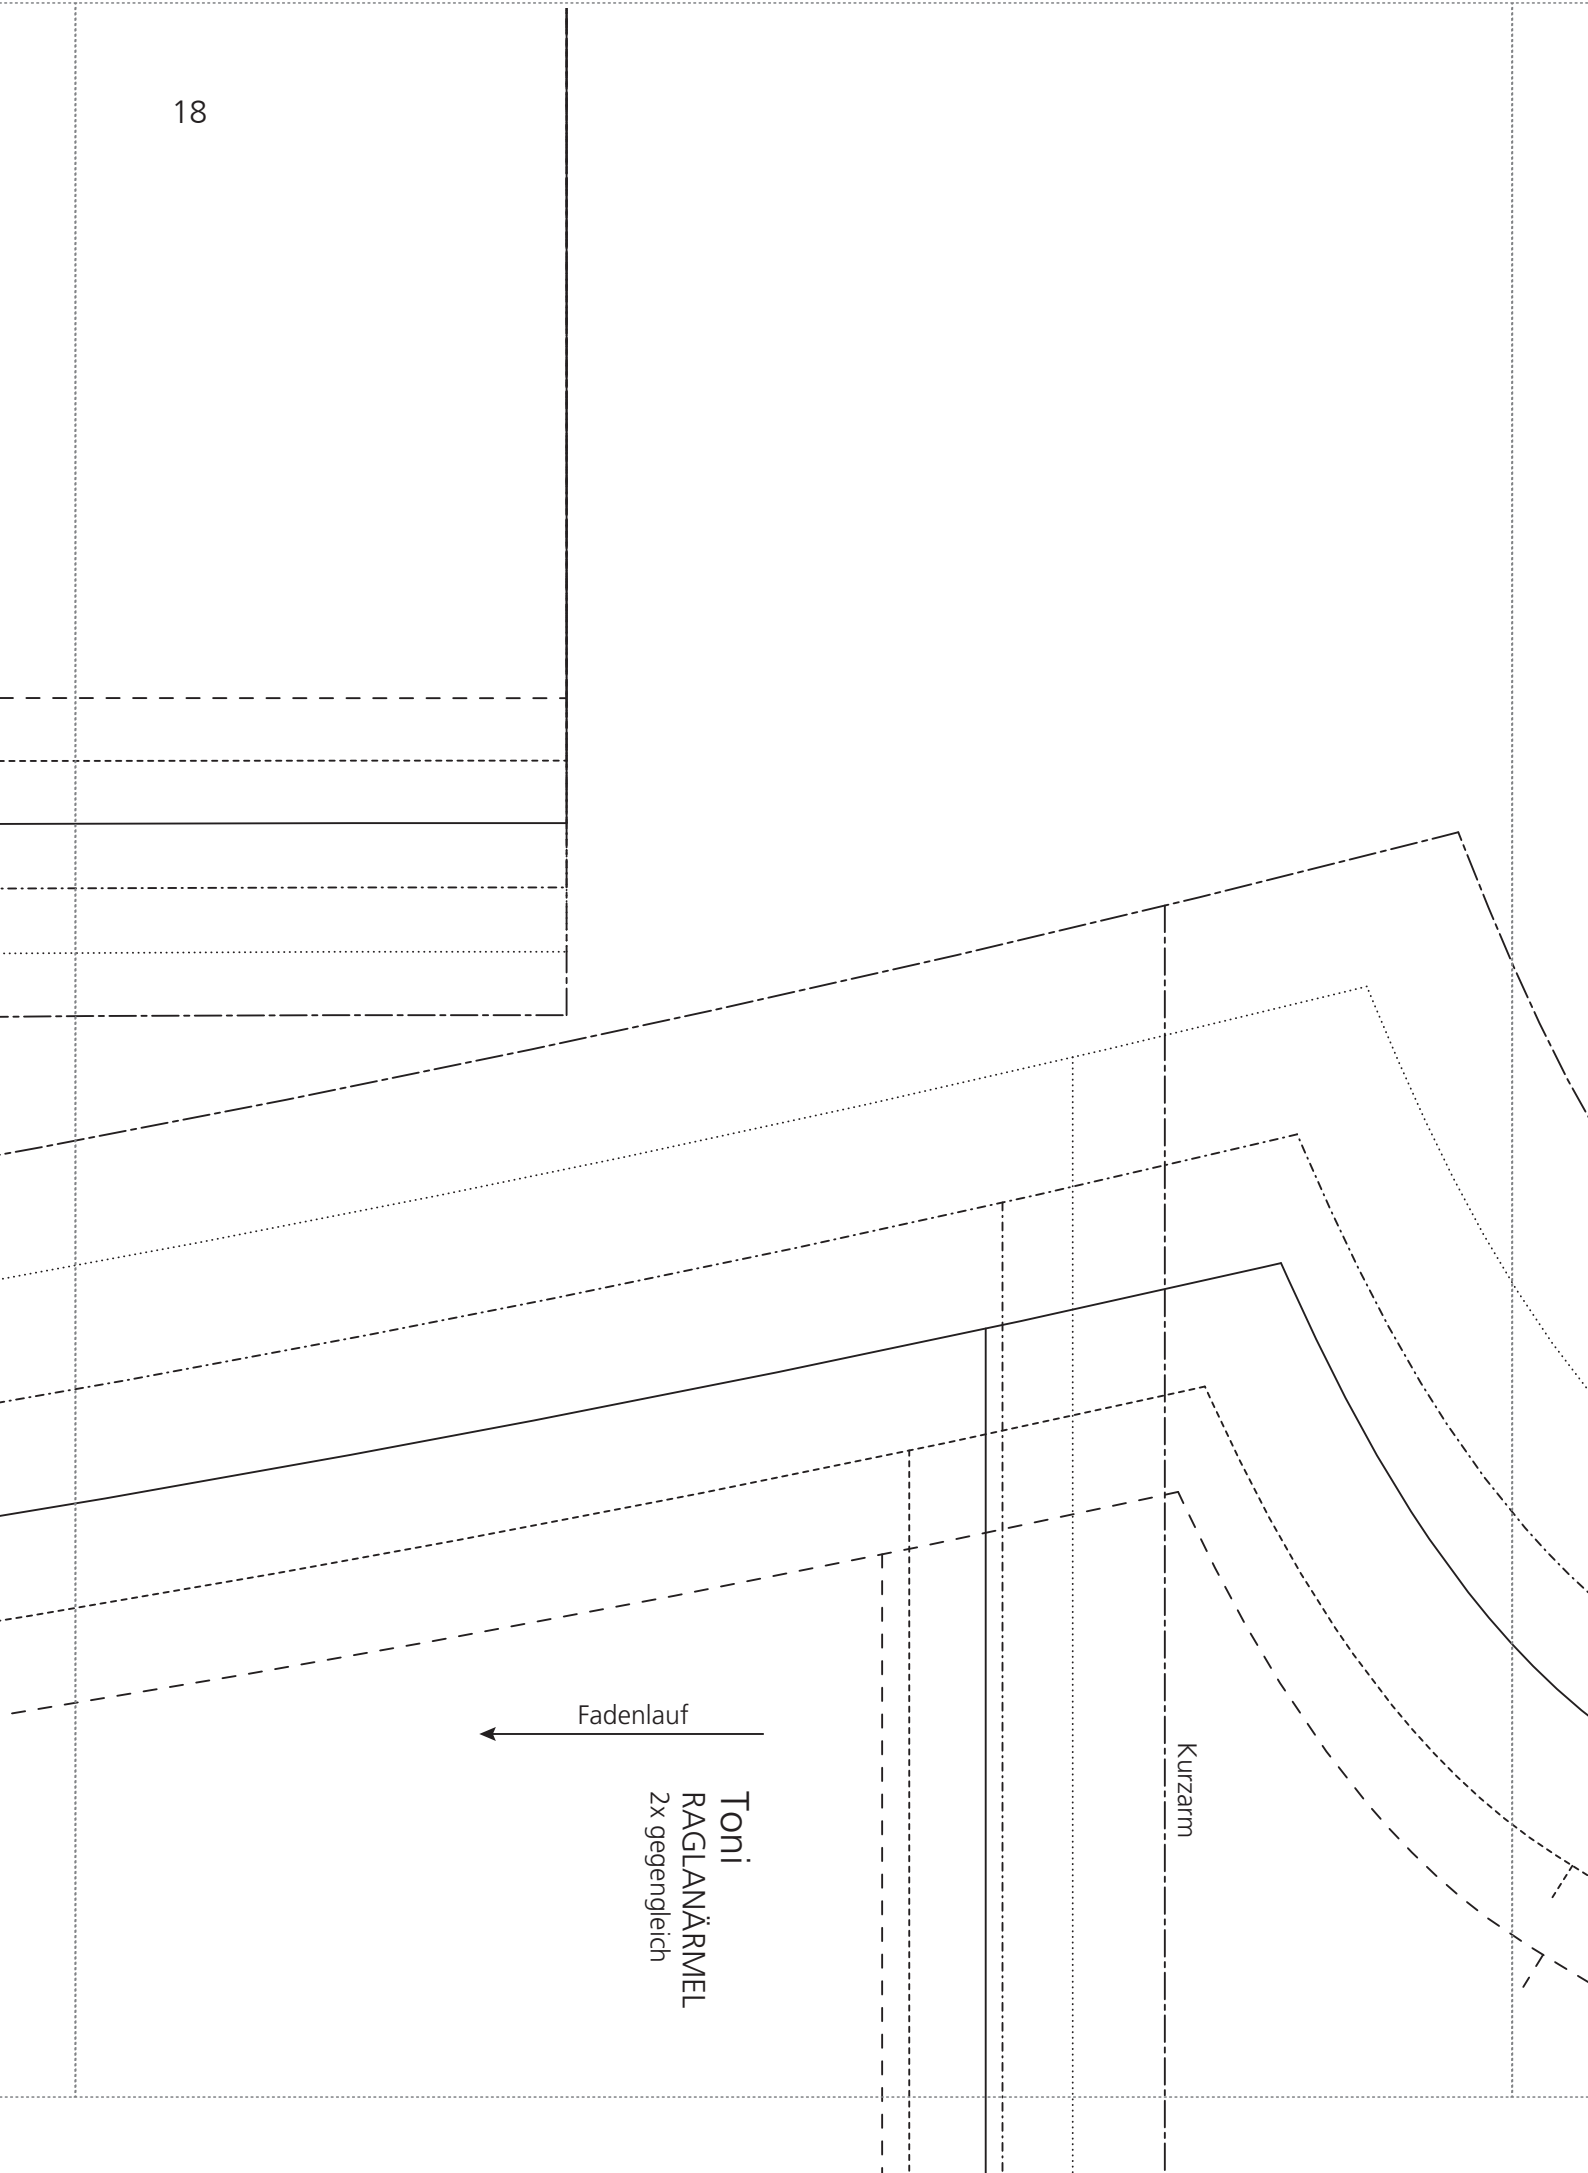 18
Fadenlauf
Toni
RAGLANÄRMEL
2x gegengleich
Kurzarm